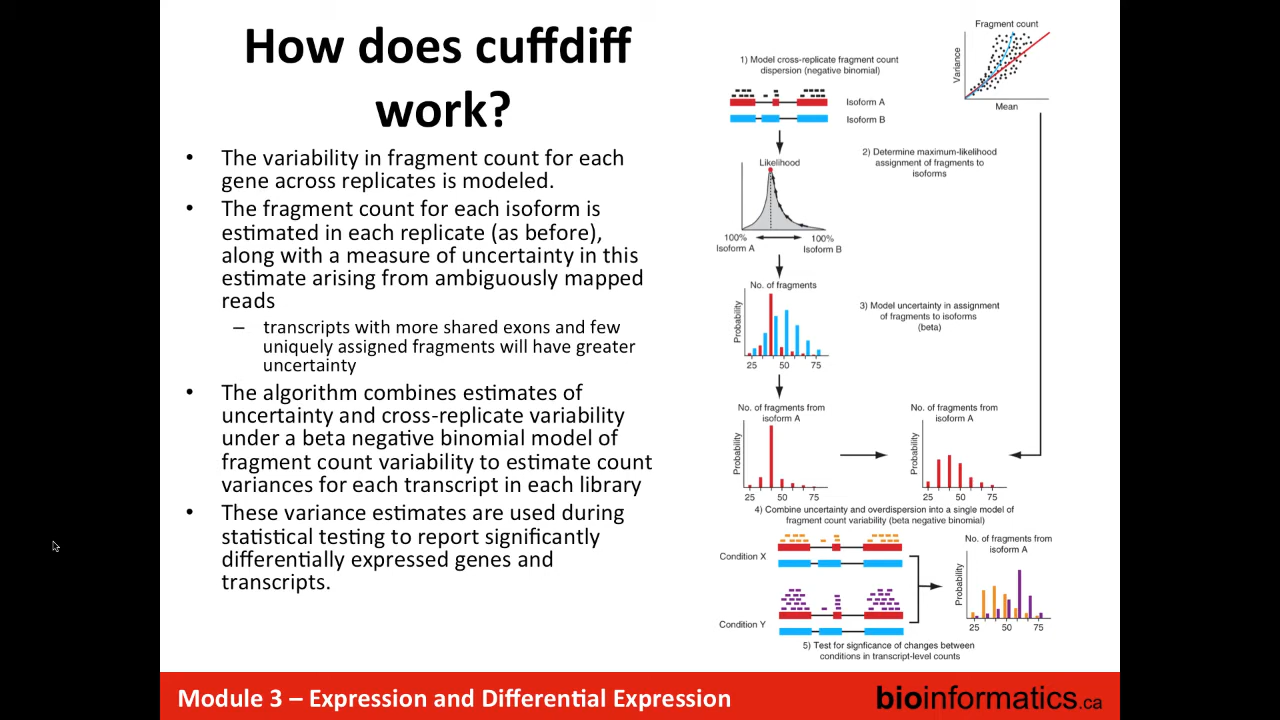 How does cuffdiff
work?
• The variability in fragment count for each
gene across replicates is modeled.
• The fragment count for each isoform is
estimated in each replicate (as before),
along with a measure of uncertainty in this
estimate arising from ambiguously mapped
reads
– transcripts with more shared exons and few
uniquely assigned fragments will have greater
uncertainty
• The algorithm combines estimates of
uncertainty and cross-replicate variability
under a beta negative binomial model of
fragment count variability to estimate count
variances for each transcript in each library
• These variance estimates are used during
statistical testing to report significantly
differentially expressed genes and
transcripts.
Fragment count
Variance
Mean
1) Model cross-replicate fragment count
dispersion (negative binomial)
Isoform A
Isoform B
2) Determine maximum-likelihood
assignment of fragments to
isoforms
Likelihood
100%
Isoform A
100%
Isoform B
No. of fragments
Probability
25 50 75
3) Model uncertainty in assignment
of fragments to isoforms
(beta)
No. of fragments from
isoform A
Probability
25 50 75
No. of fragments from
isoform A
Probability
25 50 75
4) Combine uncertainty and overdispersion into a single model of
fragment count variability (beta negative binomial)
Condition X
Condition Y
No. of fragments from
isoform A
Probability
25 50 75
5) Test for signficance of changes between
conditions in transcript-level counts
Module 3 – Expression and Differential Expression
bioinformatics.ca